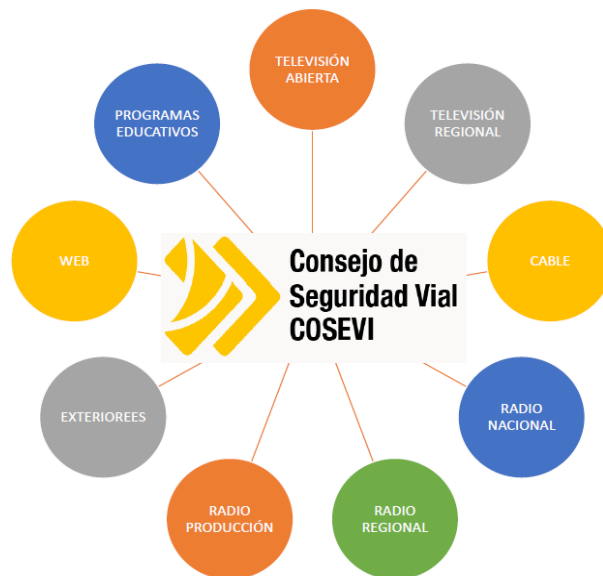 TELEVISIÓN
ABIERTA
TELEVISIÓN
REGIONAL
CABLE
RADIO
NACIONAL
RADIO
REGIONAL
RADIO
PRODUCCIÓN
EXTERIOREES
WEB
PROGRAMAS
EDUCATIVOS
Consejo de
Seguridad Vial
COSEVI